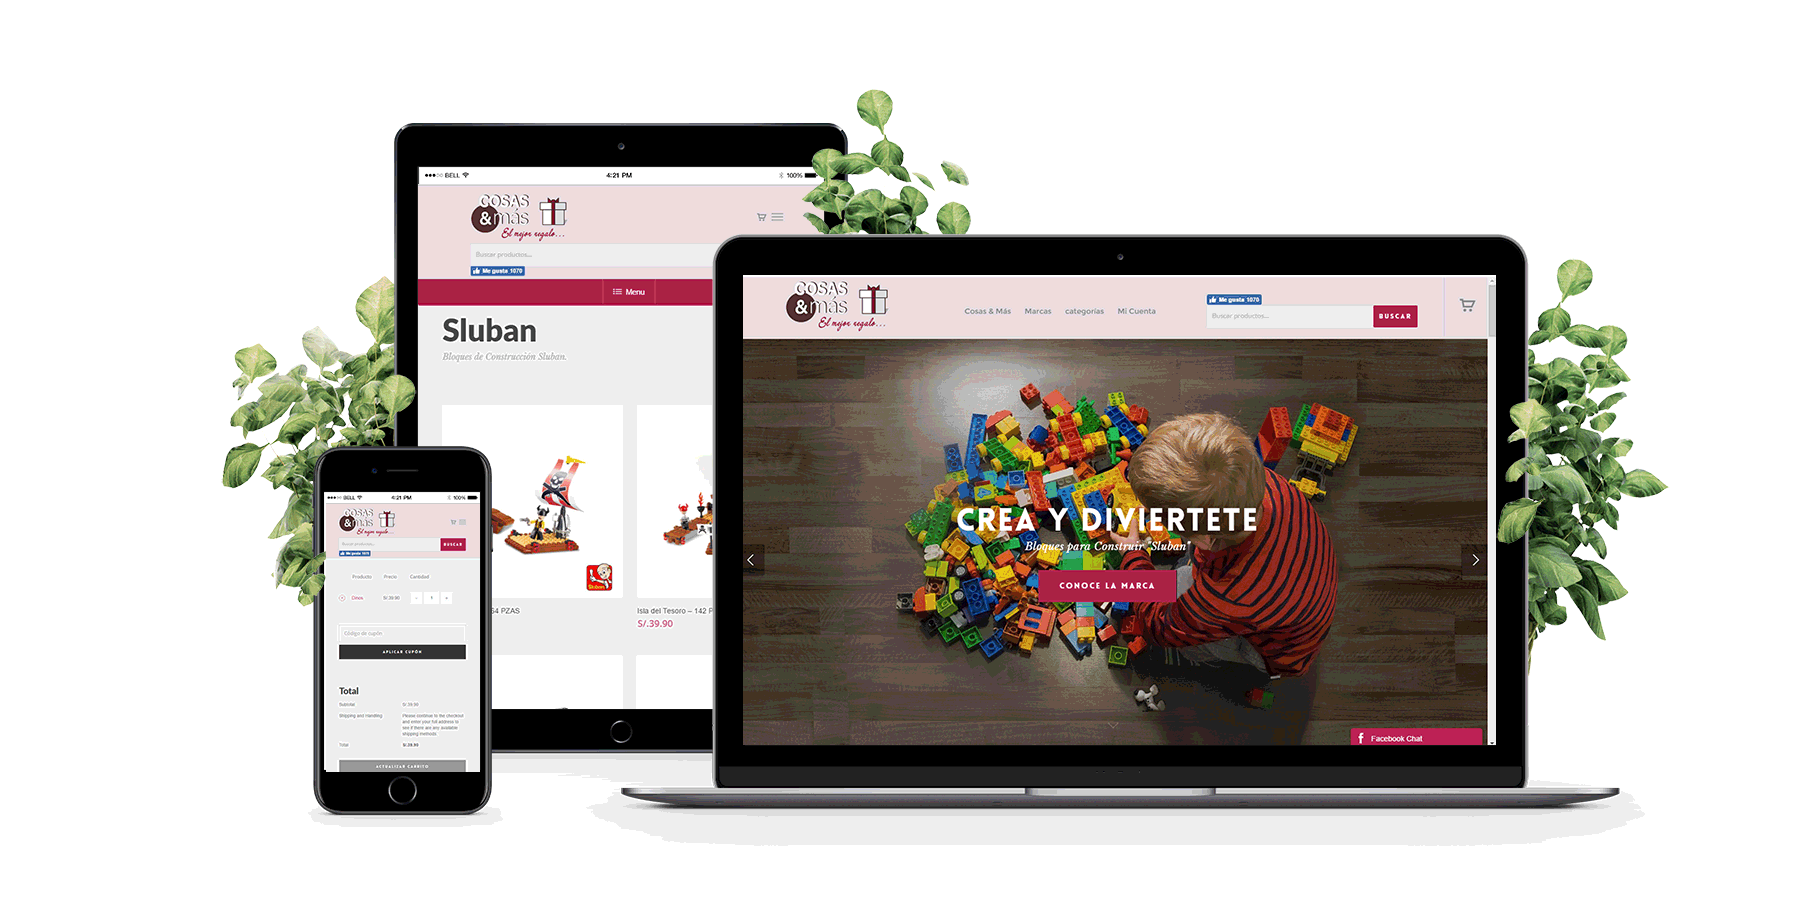 BELL
4:21 PM
100%
COSAS
&más
El mejor regalo...
Buscar productos...
Me gusta 1070
Menu
Sluban
Bloques de Construcción Sluban.
Sluban
64 PZAS
Isla del Tesoro – 142 P
S/.39.90
BELL
4:21 PM
100%
COSAS
&más
El mejor regalo...
Buscar productos...
BUSCAR
Me gusta 1070
Producto Precio Cantidad
Dinos S/.39.90 - 1 +
Código de cupón
APLICAR CUPÓN
Total
Subtotal S/.39.90
Shipping and Handling
Please continue to the checkout
and enter your full address to
see if there are any available
shipping methods
Total S/.39.90
ACTUALIZAR CARRITO
COSAS
&más
El mejor regalo...
Cosas & Más Marcas categorías Mi Cuenta
Me gusta 1070
Buscar productos...
BUSCAR
CREA Y DIVIERTETE
Bloques para Construir "Sluban"
CONOCE LA MARCA
Facebook Chat